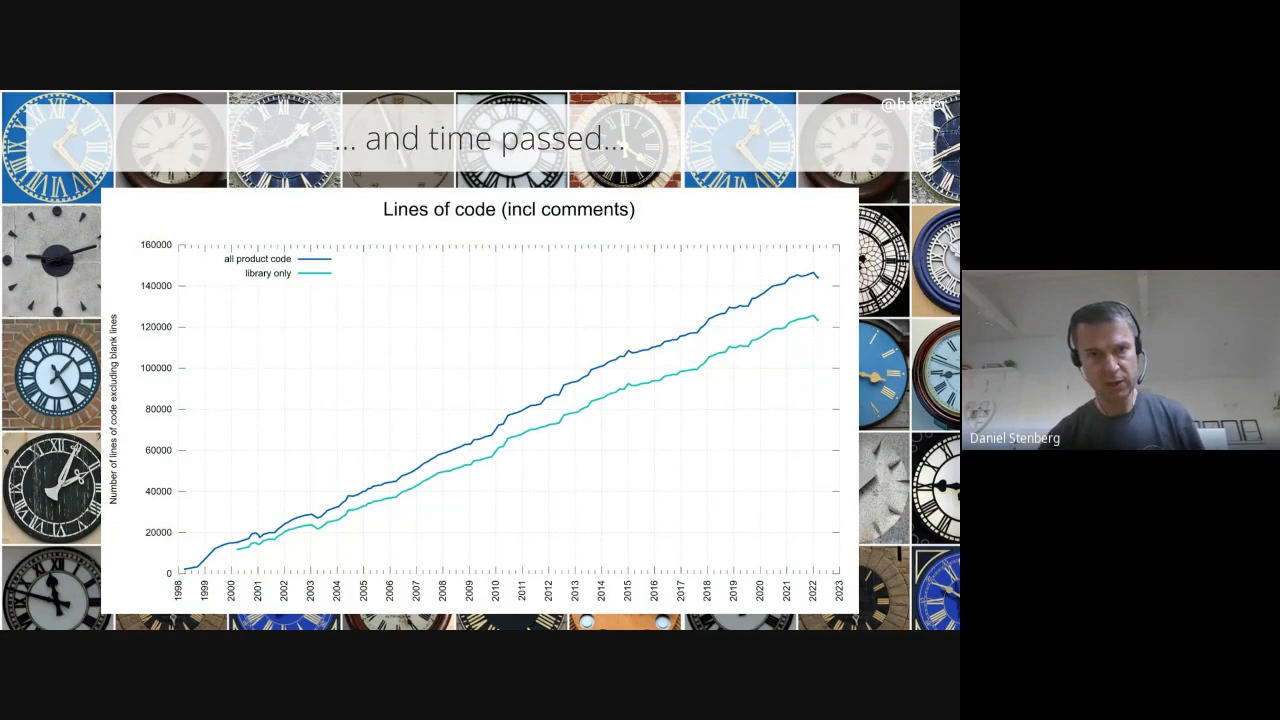 ... and time passed...
Lines of code (incl comments)
all product code
library only
Number of lines of code excluding blank lines
160000
140000
120000
100000
80000
60000
40000
20000
0
1998 1999 2000 2001 2002 2003 2004 2005 2006 2007 2008 2009 2010 2011 2012 2013 2014 2015 2016 2017 2018 2019 2020 2021 2022 2023
Daniel Stenberg